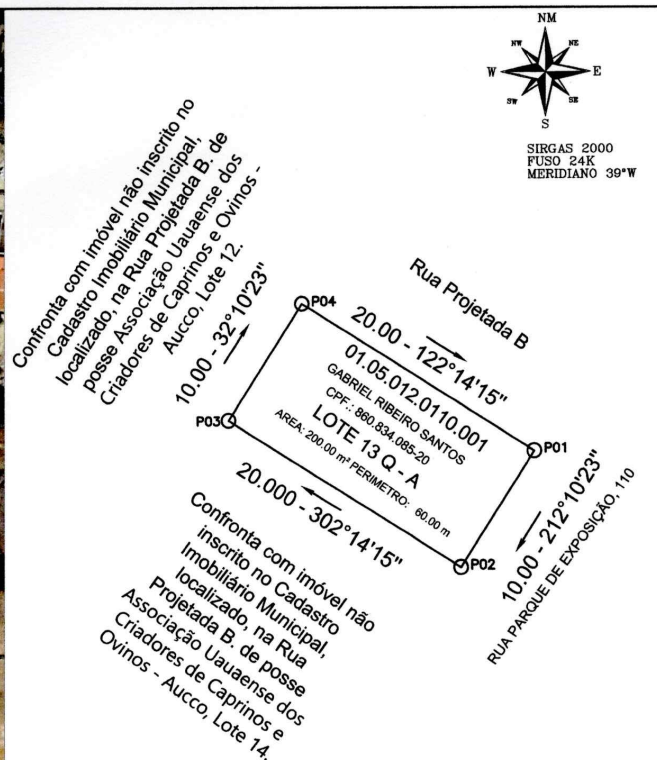 NM
NW
NE
W
E
SW
SE
S
SIRGAS 2000
FUSO 24K
MERIDIANO 39°W
Confronta com imóvel não inscrito no
Cadastro Imobiliário Municipal,
localizado, na Rua Projetada B. de
posse Associação Uauaense dos
Criadores de Caprinos e Ovinos -
Aucco, Lote 12.
10.00 - 32°10'23"
P04
Rua Projetada B
20.00 - 122°14'15"
01.05.012.0110.001
GABRIEL RIBEIRO SANTOS
CPF.: 860.834.085-20
LOTE 13 Q - A
AREA: 200.00 m² PERIMETRO: 60.00 m
P01
P03
P02
20.000 - 302°14'15"
10.00 - 212°10'23"
RUA PARQUE DE EXPOSIÇÃO, 110
Confronta com imóvel não
inscrito no Cadastro
Imobiliário Municipal,
localizado, na Rua
Projetada B. de posse
Associação Uauaense dos
Criadores de Caprinos e
Ovinos - Aucco, Lote 14.